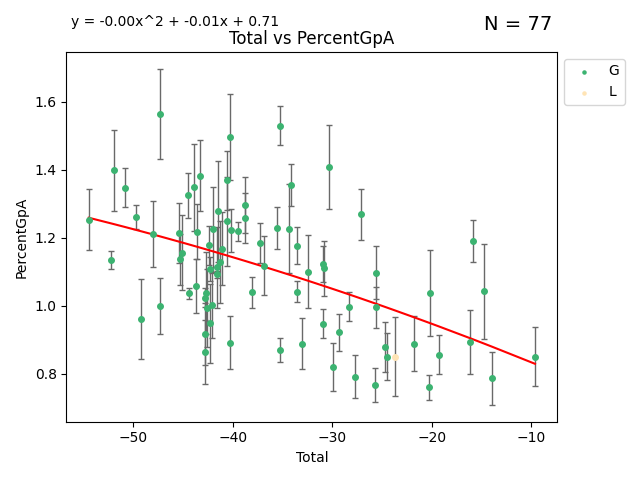 y = -0.00x^2 + -0.01x + 0.71
N = 77
Total vs PercentGpA
G
L
PercentGpA
1.6
1.4
1.2
1.0
0.8
−50
−40
−30
−20
−10
Total